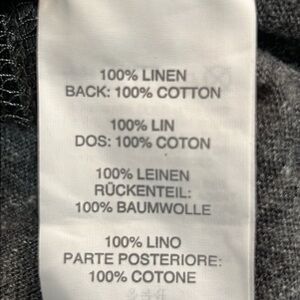 100% LINEN
BACK: 100% COTTON
100% LIN
DOS: 100% COTON
100% LEINEN
RÜCKENTEIL:
100% BAUMWOLLE
100% LINO
PARTE POSTERIORE:
100% COTONE